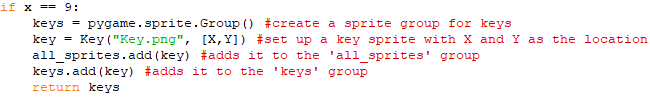 if x == 9:
    keys = pygame.sprite.Group() #create a sprite group for keys
    key = Key("Key.png", [X,Y]) #set up a key sprite with X and Y as the location
    all_sprites.add(key) #adds it to the 'all_sprites' group
    keys.add(key) #adds it to the 'keys' group
    return keys